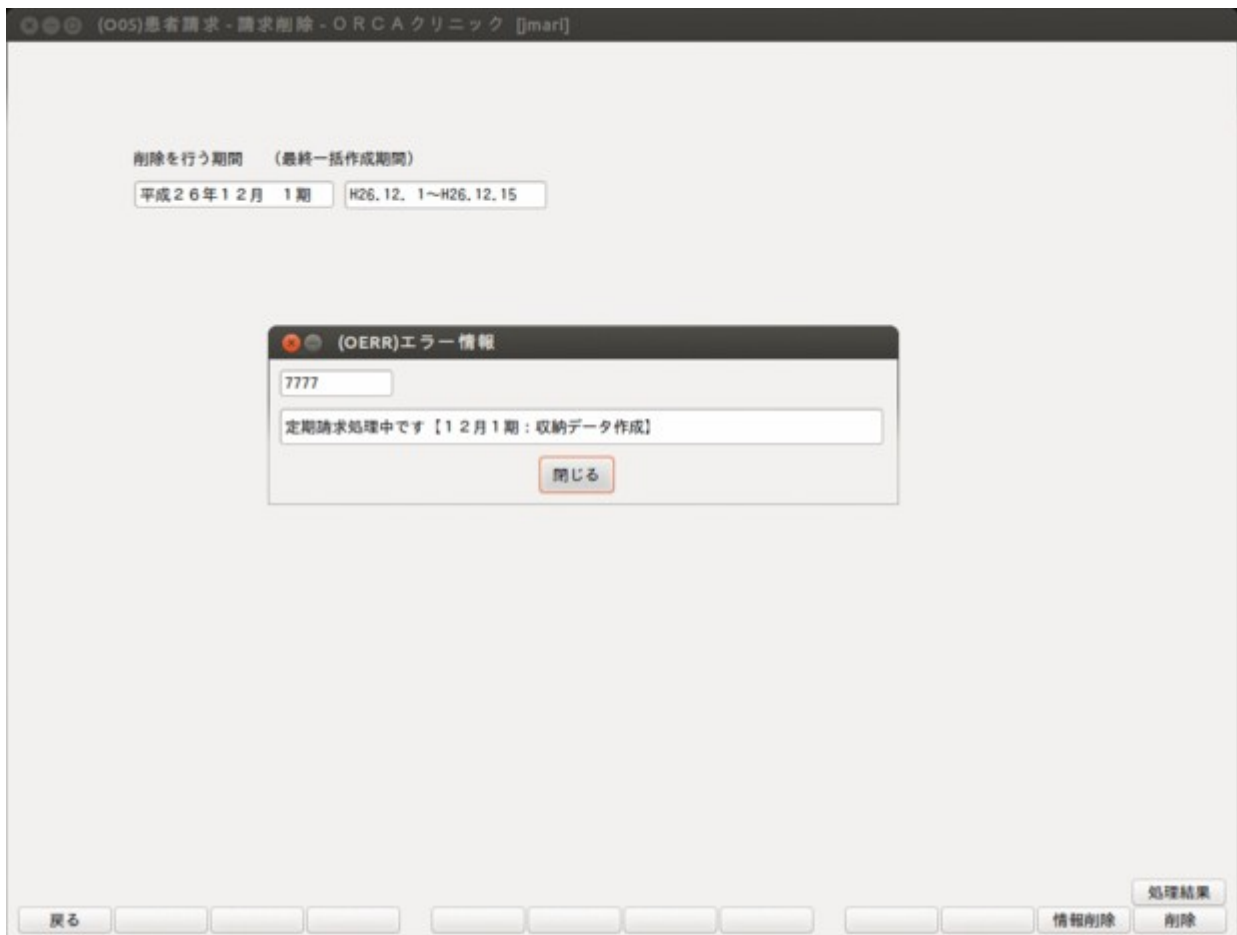 (O05)患者請求-請求削除-ＯＲＣＡクリニック [jmari]
削除を行う期間 （最終一括作成期間）
平成２６年１２月 １期 H26.12. 1～H26.12.15
(OERR)エラー情報
7777
定期請求処理中です【１２月１期：収納データ作成】
閉じる
処理結果
戻る 情報削除 削除